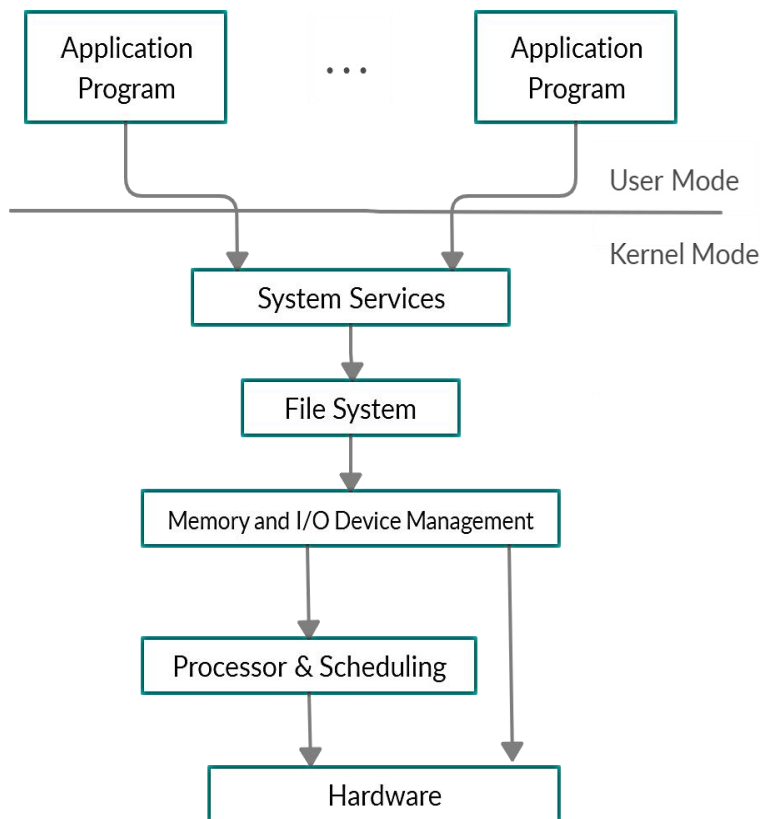 Application
Program
...
Application
Program
User Mode
Kernel Mode
System Services
File System
Memory and I/O Device Management
Processor & Scheduling
Hardware